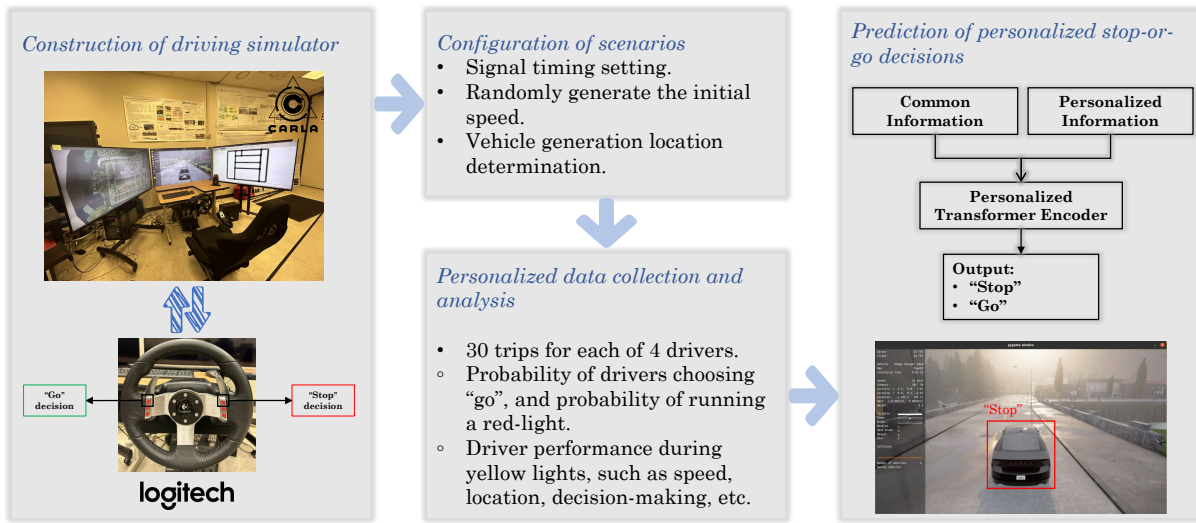 Construction of driving simulator
CARLA
"Go"
decision
"Stop"
decision
logitech
Configuration of scenarios
• Signal timing setting.
• Randomly generate the initial
speed.
• Vehicle generation location
determination.
Personalized data collection and
analysis
• 30 trips for each of 4 drivers.
○ Probability of drivers choosing
"go", and probability of running
a red-light.
○ Driver performance during
yellow lights, such as speed,
location, decision-making, etc.
Prediction of personalized stop-or-
go decisions
Common
Information
Personalized
Information
Personalized
Transformer Encoder
Output:
• "Stop"
• "Go"
pygame window
"Stop"